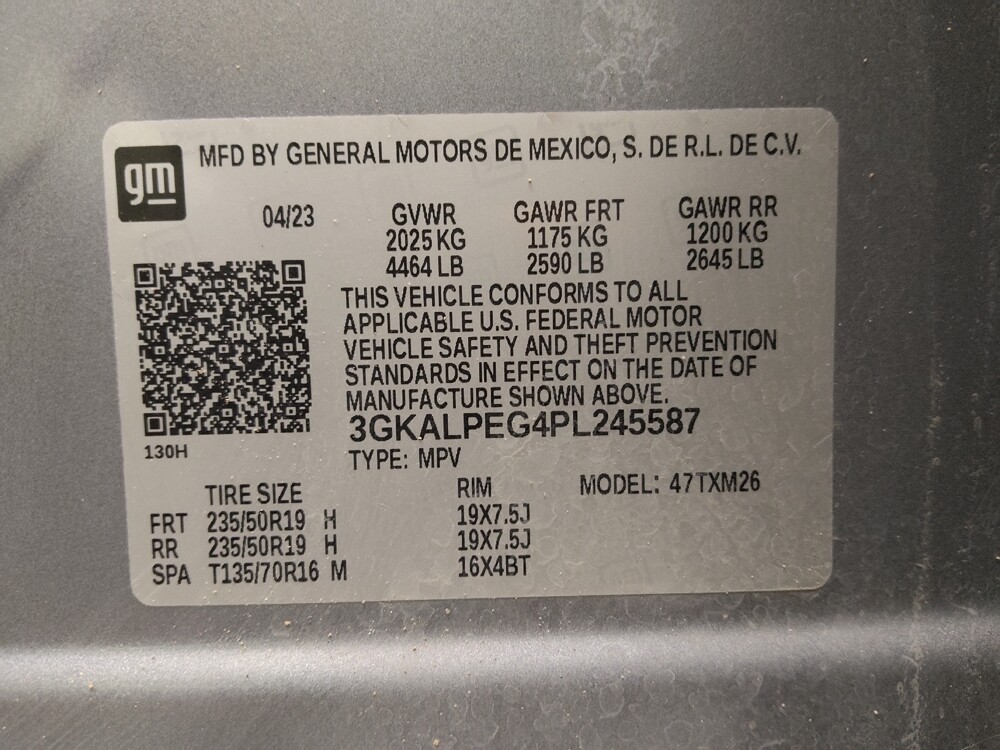 gm
MFD BY GENERAL MOTORS DE MEXICO, S. DE R.L. DE C.V.
04/23 GVWR GAWR FRT GAWR RR
2025 KG 1175 KG 1200 KG
4464 LB 2590 LB 2645 LB
THIS VEHICLE CONFORMS TO ALL
APPLICABLE U.S. FEDERAL MOTOR
VEHICLE SAFETY AND THEFT PREVENTION
STANDARDS IN EFFECT ON THE DATE OF
MANUFACTURE SHOWN ABOVE.
3GKALPEG4PL245587
130H
TYPE: MPV
TIRE SIZE RIM MODEL: 47TXM26
FRT 235/50R19 H 19X7.5J
RR 235/50R19 H 19X7.5J
SPA T135/70R16 M 16X4BT